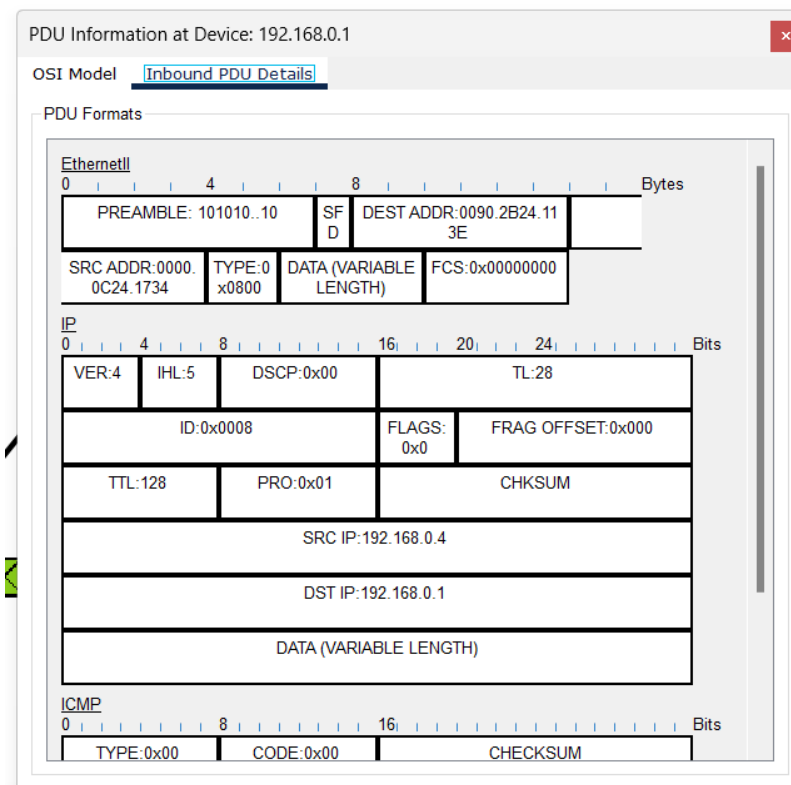 PDU Information at Device: 192.168.0.1
×
OSI Model Inbound PDU Details
PDU Formats
EthernetII
0 4 8 Bytes
PREAMBLE: 101010..10
SF
D
DEST ADDR:0090.2B24.11
3E
SRC ADDR:0000.
0C24.1734
TYPE:0
x0800
DATA (VARIABLE
LENGTH)
FCS:0x00000000
IP
0 4 8 16 20 24 Bits
VER:4 IHL:5 DSCP:0x00 TL:28
ID:0x0008
FLAGS:
0x0
FRAG OFFSET:0x000
TTL:128 PRO:0x01 CHKSUM
SRC IP:192.168.0.4
DST IP:192.168.0.1
DATA (VARIABLE LENGTH)
ICMP
0 8 16 Bits
TYPE:0x00 CODE:0x00 CHECKSUM